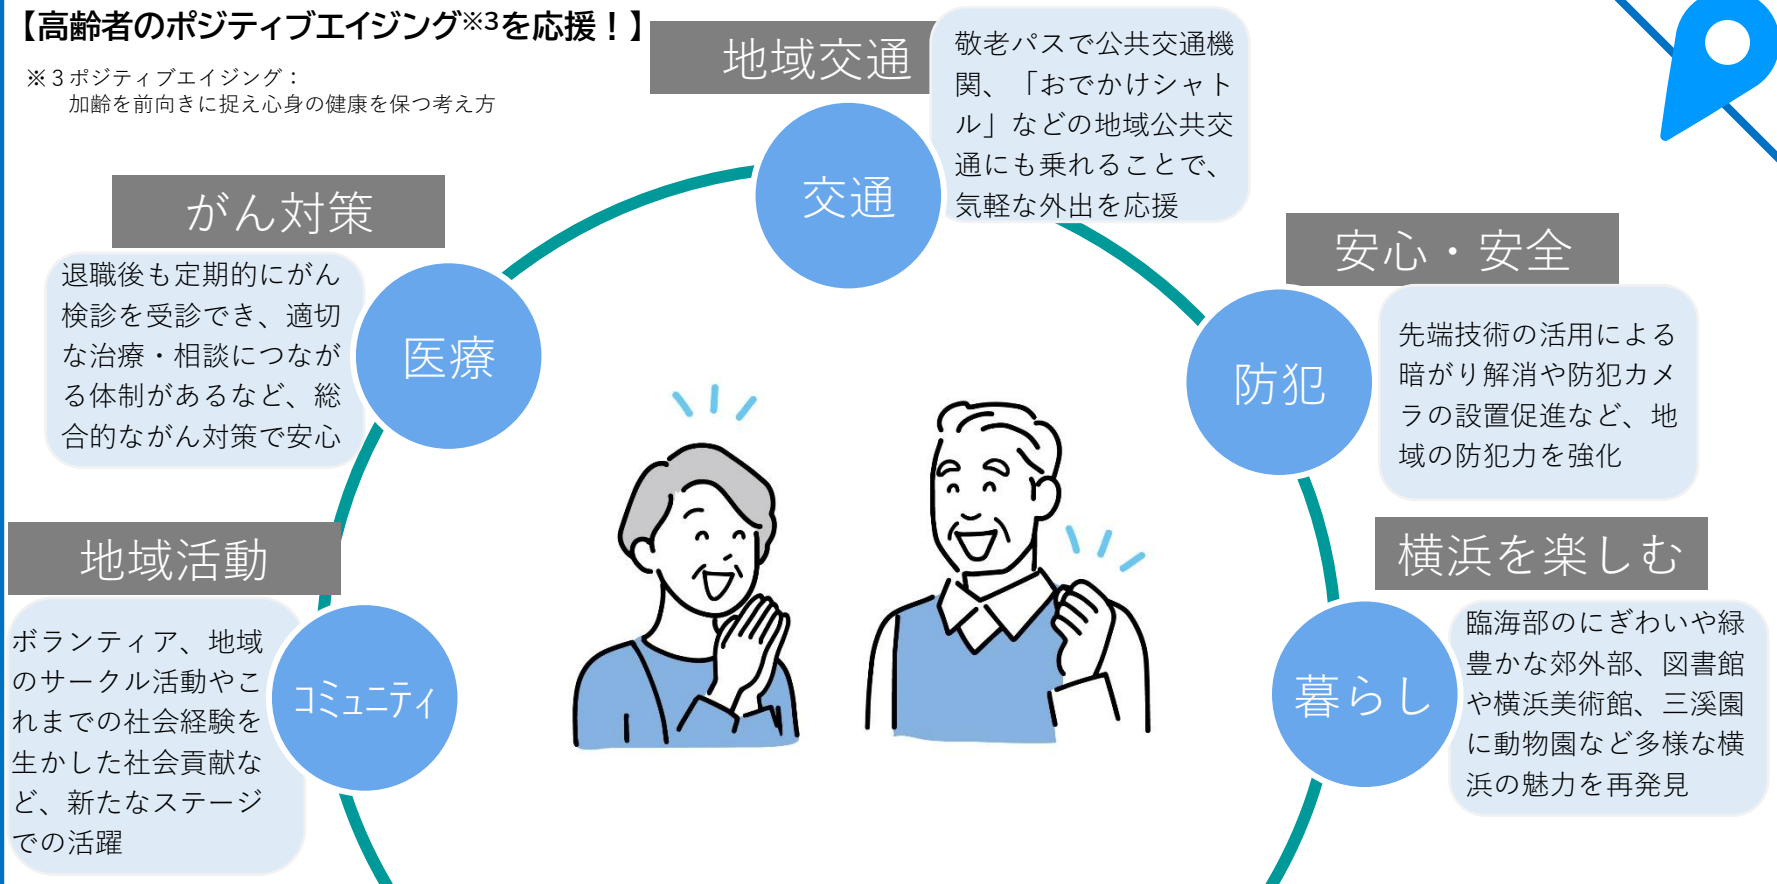 【高齢者のポジティブエイジング※3を応援！】
※３ポジティブエイジング：
加齢を前向きに捉え心身の健康を保つ考え方
地域交通
交通
敬老パスで公共交通機
関、「おでかけシャト
ル」などの地域公共交
通にも乗れることで、
気軽な外出を応援
がん対策
退職後も定期的にがん
検診を受診でき、適切
な治療・相談につなが
る体制があるなど、総
合的ながん対策で安心
医療
安心・安全
防犯
先端技術の活用による
暗がり解消や防犯カメ
ラの設置促進など、地
域の防犯力を強化
地域活動
ボランティア、地域
のサークル活動やこ
れまでの社会経験を
生かした社会貢献な
ど、新たなステージ
での活躍
コミュニティ
横浜を楽しむ
暮らし
臨海部のにぎわいや緑
豊かな郊外部、図書館
や横浜美術館、三溪園
に動物園など多様な横
浜の魅力を再発見